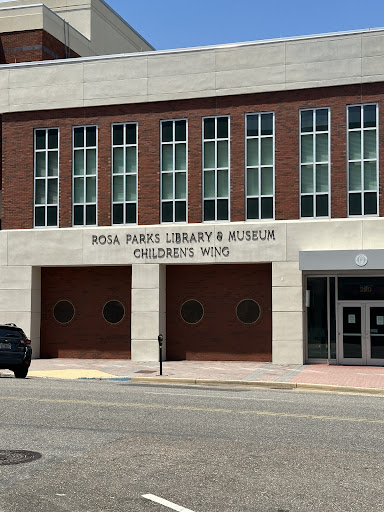 ROSA PARKS LIBRARY & MUSEUM
CHILDREN'S WING